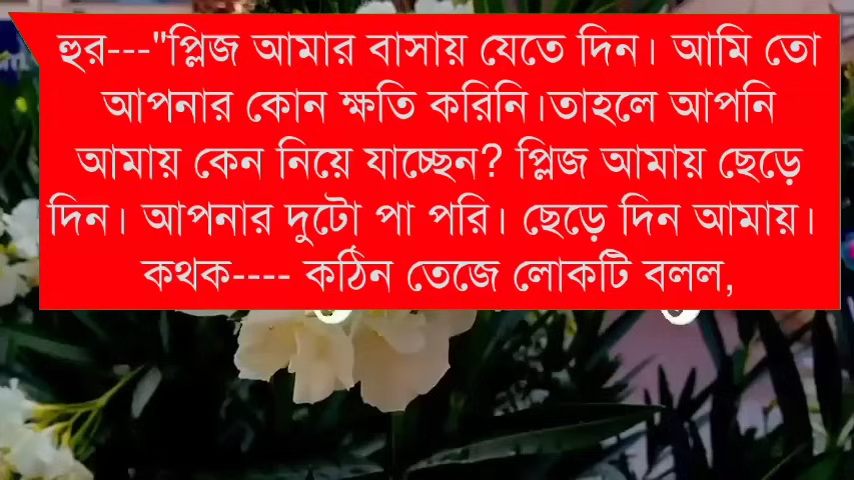 হুর---"প্লিজ আমার বাসায় যেতে দিন। আমি তো
আপনার কোন ক্ষতি করিনি।তাহলে আপনি
আমায় কেন নিয়ে যাচ্ছেন? প্লিজ আমায় ছেড়ে
দিন। আপনার দুটো পা পরি। ছেড়ে দিন আমায়।
কথক---- কঠিন তেজে লোকটি বলল,